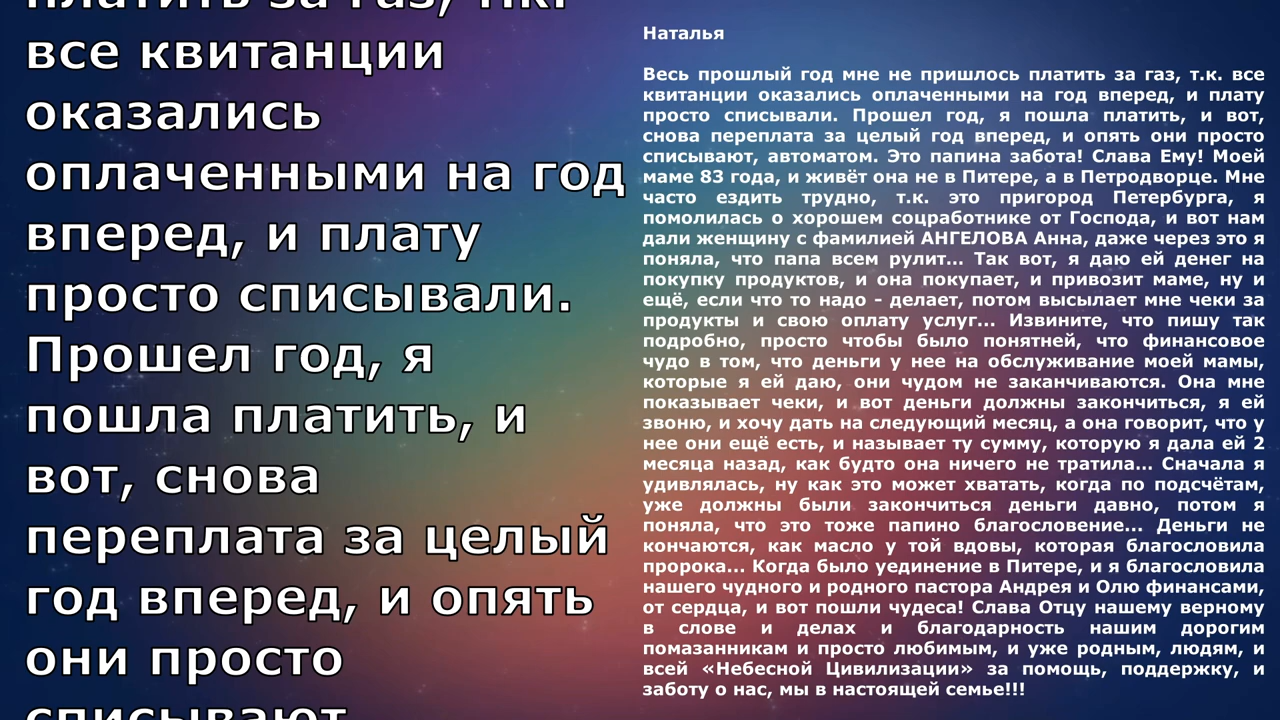 платить за газ, т.к.
все квитанции
оказались
оплаченными на год
вперед, и плату
просто списывали.
Прошел год, я
пошла платить, и
вот, снова
переплата за целый
год вперед, и опять
они просто
списывают
Наталья
Весь прошлый год мне не пришлось платить за газ, т.к. все
квитанции оказались оплаченными на год вперед, и плату
просто списывали. Прошел год, я пошла платить, и вот,
снова переплата за целый год вперед, и опять они просто
списывают, автоматом. Это папина забота! Слава Ему! Моей
маме 83 года, и живёт она не в Питере, а в Петродворце. Мне
часто ездить трудно, т.к. это пригород Петербурга, я
помолилась о хорошем соцработнике от Господа, и вот нам
дали женщину с фамилией АНГЕЛОВА Анна, даже через это я
поняла, что папа всем рулит... Так вот, я даю ей денег на
покупку продуктов, и она покупает, и привозит маме, ну и
ещё, если что то надо - делает, потом высылает мне чеки за
продукты и свою оплату услуг... Извините, что пишу так
подробно, просто чтобы было понятней, что финансовое
чудо в том, что деньги у нее на обслуживание моей мамы,
которые я ей даю, они чудом не заканчиваются. Она мне
показывает чеки, и вот деньги должны закончиться, я ей
звоню, и хочу дать на следующий месяц, а она говорит, что у
нее они ещё есть, и называет ту сумму, которую я дала ей 2
месяца назад, как будто она ничего не тратила... Сначала я
удивлялась, ну как это может хватать, когда по подсчётам,
уже должны были закончиться деньги давно, потом я
поняла, что это тоже папино благословение... Деньги не
кончаются, как масло у той вдовы, которая благословила
пророка... Когда было уединение в Питере, и я благословила
нашего чудного и родного пастора Андрея и Олю финансами,
от сердца, и вот пошли чудеса! Слава Отцу нашему верному
в слове и делах и благодарность нашим дорогим
помазанникам и просто любимым, и уже родным, людям, и
всей «Небесной Цивилизации» за помощь, поддержку, и
заботу о нас, мы в настоящей семье!!!